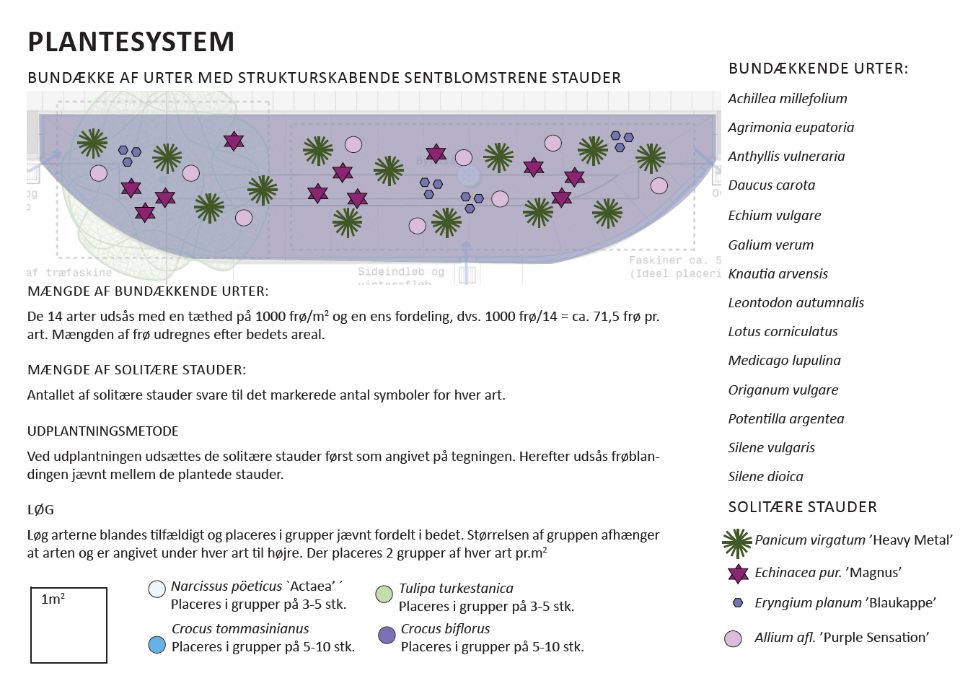 PLANTESYSTEM
BUNDÆKKE AF URTER MED STRUKTURSKABENDE SENTBLOMSTRENE STAUDER
af træfaskine
Sideindløb og
vinterafløb
Faskiner ca. 5
(Ideel placeri
MÆNGDE AF BUNDÆKKENDE URTER:
De 14 arter udsås med en tæthed på 1000 frø/m² og en ens fordeling, dvs. 1000 frø/14 = ca. 71,5 frø pr.
art. Mængden af frø udregnes efter bedets areal.
MÆNGDE AF SOLITÆRE STAUDER:
Antallet af solitære stauder svare til det markerede antal symboler for hver art.
UDPLANTNINGSMETODE
Ved udplantningen udsættes de solitære stauder først som angivet på tegningen. Herefter udsås frøblan-
dingen jævnt mellem de plantede stauder.
LØG
Løg arterne blandes tilfældigt og placeres i grupper jævnt fordelt i bedet. Størrelsen af gruppen afhænger
at arten og er angivet under hver art til højre. Der placeres 2 grupper af hver art pr.m²
1m²
Narcissus pöeticus `Actaea' ´
Placeres i grupper på 3-5 stk.
Crocus tommasinianus
Placeres i grupper på 5-10 stk.
Tulipa turkestanica
Placeres i grupper på 3-5 stk.
Crocus biflorus
Placeres i grupper på 5-10 stk.
BUNDÆKKENDE URTER:
Achillea millefolium
Agrimonia eupatoria
Anthyllis vulneraria
Daucus carota
Echium vulgare
Galium verum
Knautia arvensis
Leontodon autumnalis
Lotus corniculatus
Medicago lupulina
Origanum vulgare
Potentilla argentea
Silene vulgaris
Silene dioica
SOLITÆRE STAUDER
Panicum virgatum 'Heavy Metal'
Echinacea pur. 'Magnus'
Eryngium planum 'Blaukappe'
Allium afl. 'Purple Sensation'